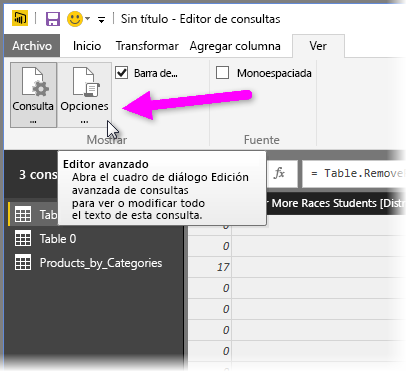 Sin título - Editor de consultas
Archivo Inicio Transformar Agregar columna Ver
Consulta ...
Opciones ...
Barra de...
Monoespaciada
Mostrar
Fuente
Editor avanzado
Abra el cuadro de diálogo Edición
avanzada de consultas
para ver o modificar todo
el texto de esta consulta.
3 cons
fx = Table.Remove
More Races Students [Distri
Tab
Table 0
Products_by_Categories
0
0
17
0
0
0
0